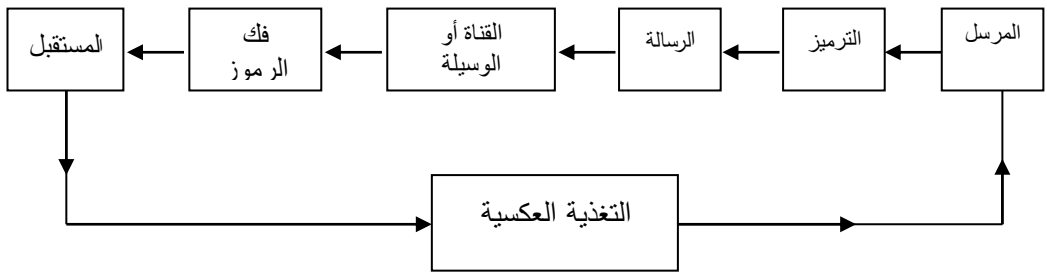 المرسل
الترميز
الرسالة
القناة أو
الوسيلة
فك
الرموز
المستقبل
التغذية العكسية